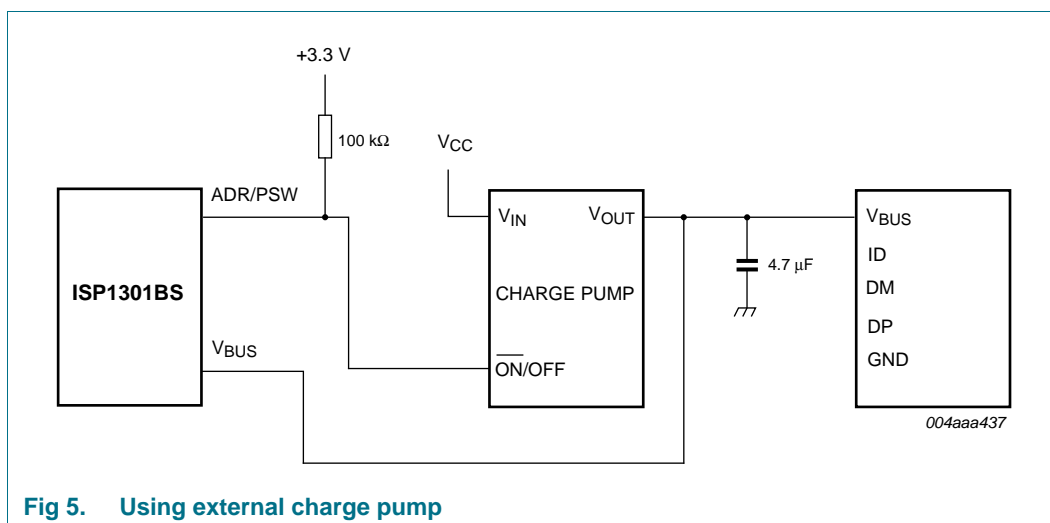 +3.3 V
100 kΩ
VCC
ADR/PSW
VIN
VOUT
VBUS
4.7 μF
ID
ISP1301BS
CHARGE PUMP
DM
DP
VBUS
ON/OFF
GND
004aaa437
Fig 5. Using external charge pump